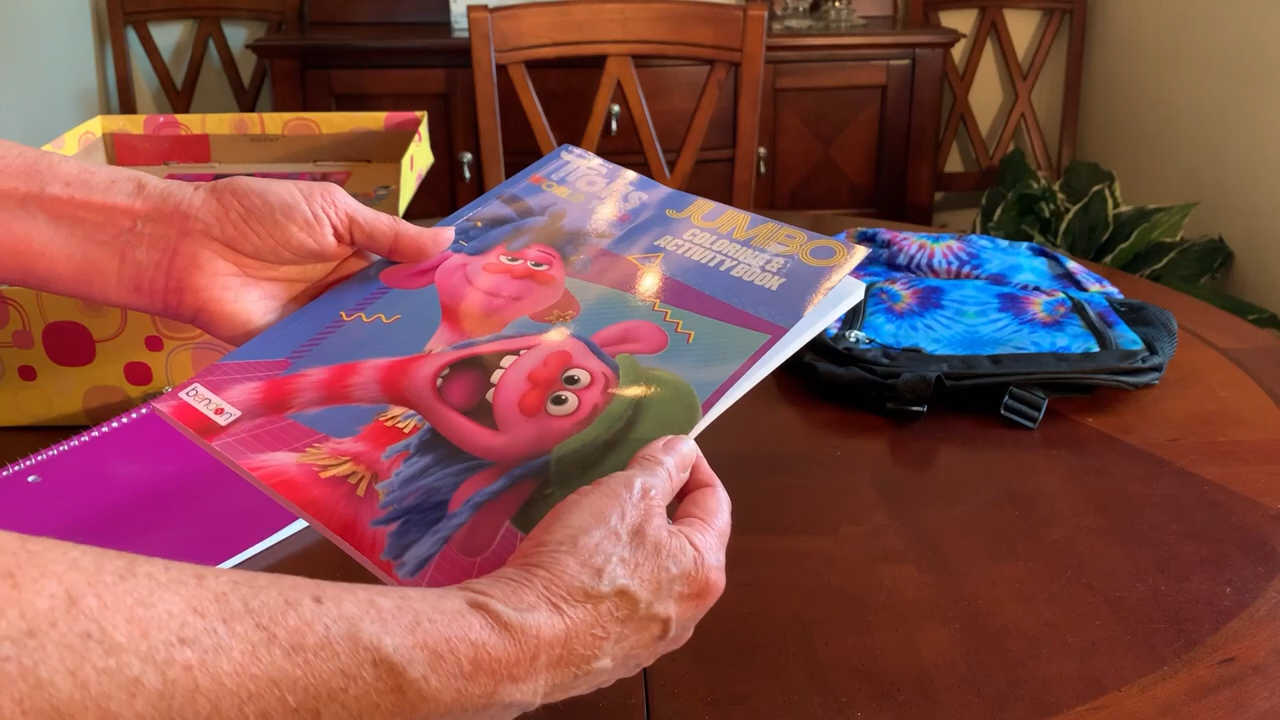 Trolls
WORLD
JUMBO
COLORING &
ACTIVITY BOOK
bendon